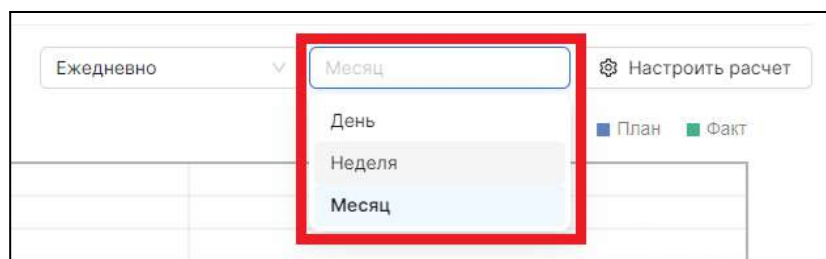 Ежедневно Месяц Настроить расчет
День
План Факт
Неделя
Месяц